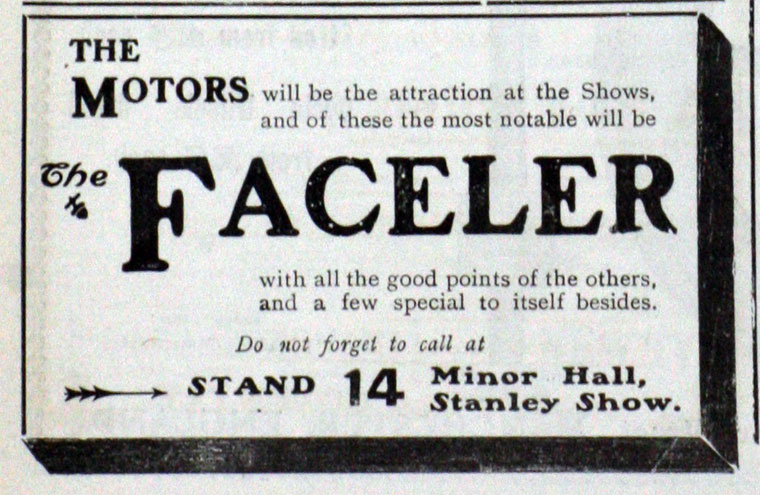 THE
MOTORS will be the attraction at the Shows,
and of these the most notable will be
The FACELER
with all the good points of the others,
and a few special to itself besides.
Do not forget to call at
STAND 14 Minor Hall,
Stanley Show.